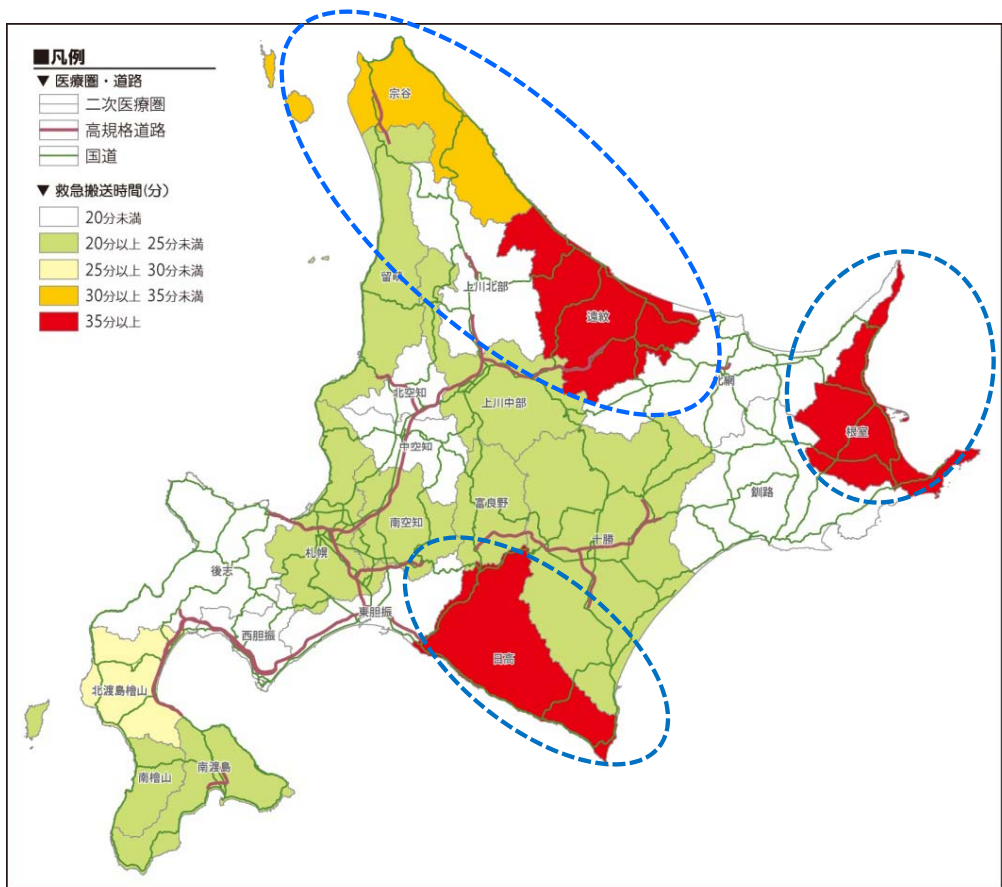 ■凡例
▼ 医療圏・道路
二次医療圏
高規格道路
国道
▼ 救急搬送時間(分)
20分未満
20分以上 25分未満
25分以上 30分未満
30分以上 35分未満
35分以上
宗谷
留萌
上川北部
遠紋
北網
北空知
上川中部
根室
中空知
釧路
富良野
南空知
十勝
札幌
後志
東胆振
西胆振
日高
北渡島檜山
南渡島
南檜山